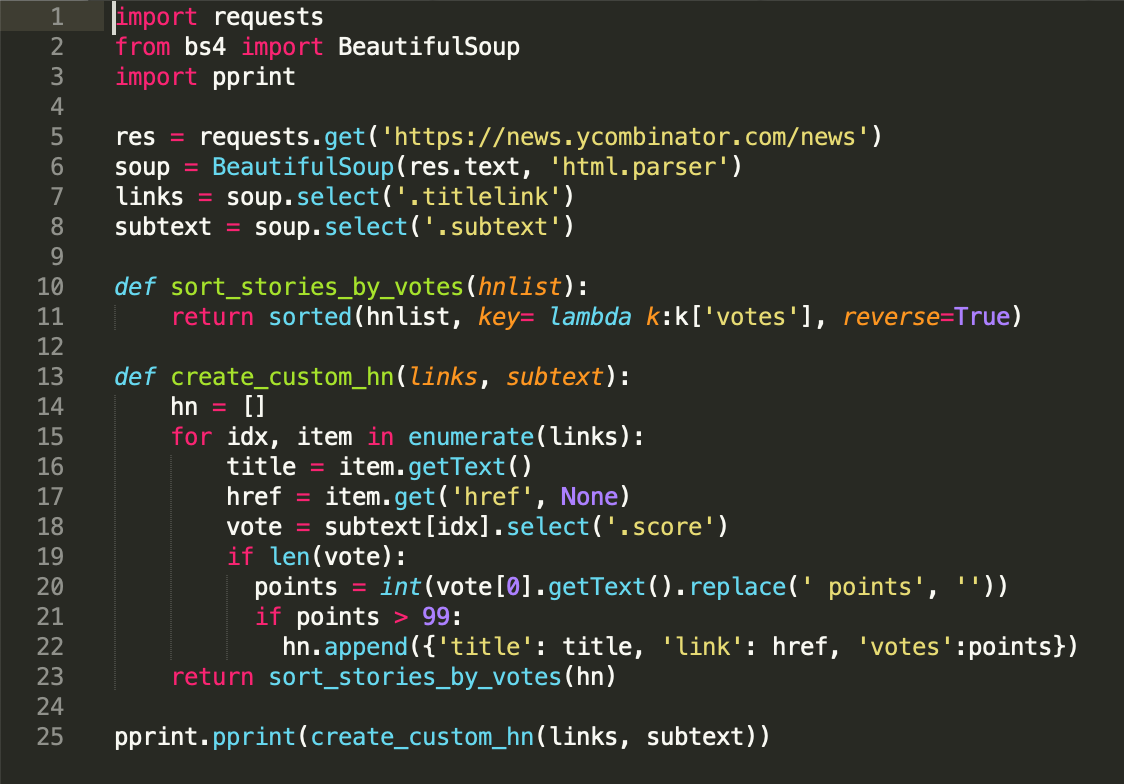 1 import requests
2 from bs4 import BeautifulSoup
3 import pprint
4
5 res = requests.get('https://news.ycombinator.com/news')
6 soup = BeautifulSoup(res.text, 'html.parser')
7 links = soup.select('.titlelink')
8 subtext = soup.select('.subtext')
9
10 def sort_stories_by_votes(hnlist):
11     return sorted(hnlist, key= lambda k:k['votes'], reverse=True)
12
13 def create_custom_hn(links, subtext):
14     hn = []
15     for idx, item in enumerate(links):
16         title = item.getText()
17         href = item.get('href', None)
18         vote = subtext[idx].select('.score')
19         if len(vote):
20           points = int(vote[0].getText().replace(' points', ''))
21           if points > 99:
22             hn.append({'title': title, 'link': href, 'votes':points})
23     return sort_stories_by_votes(hn)
24
25 pprint.pprint(create_custom_hn(links, subtext))